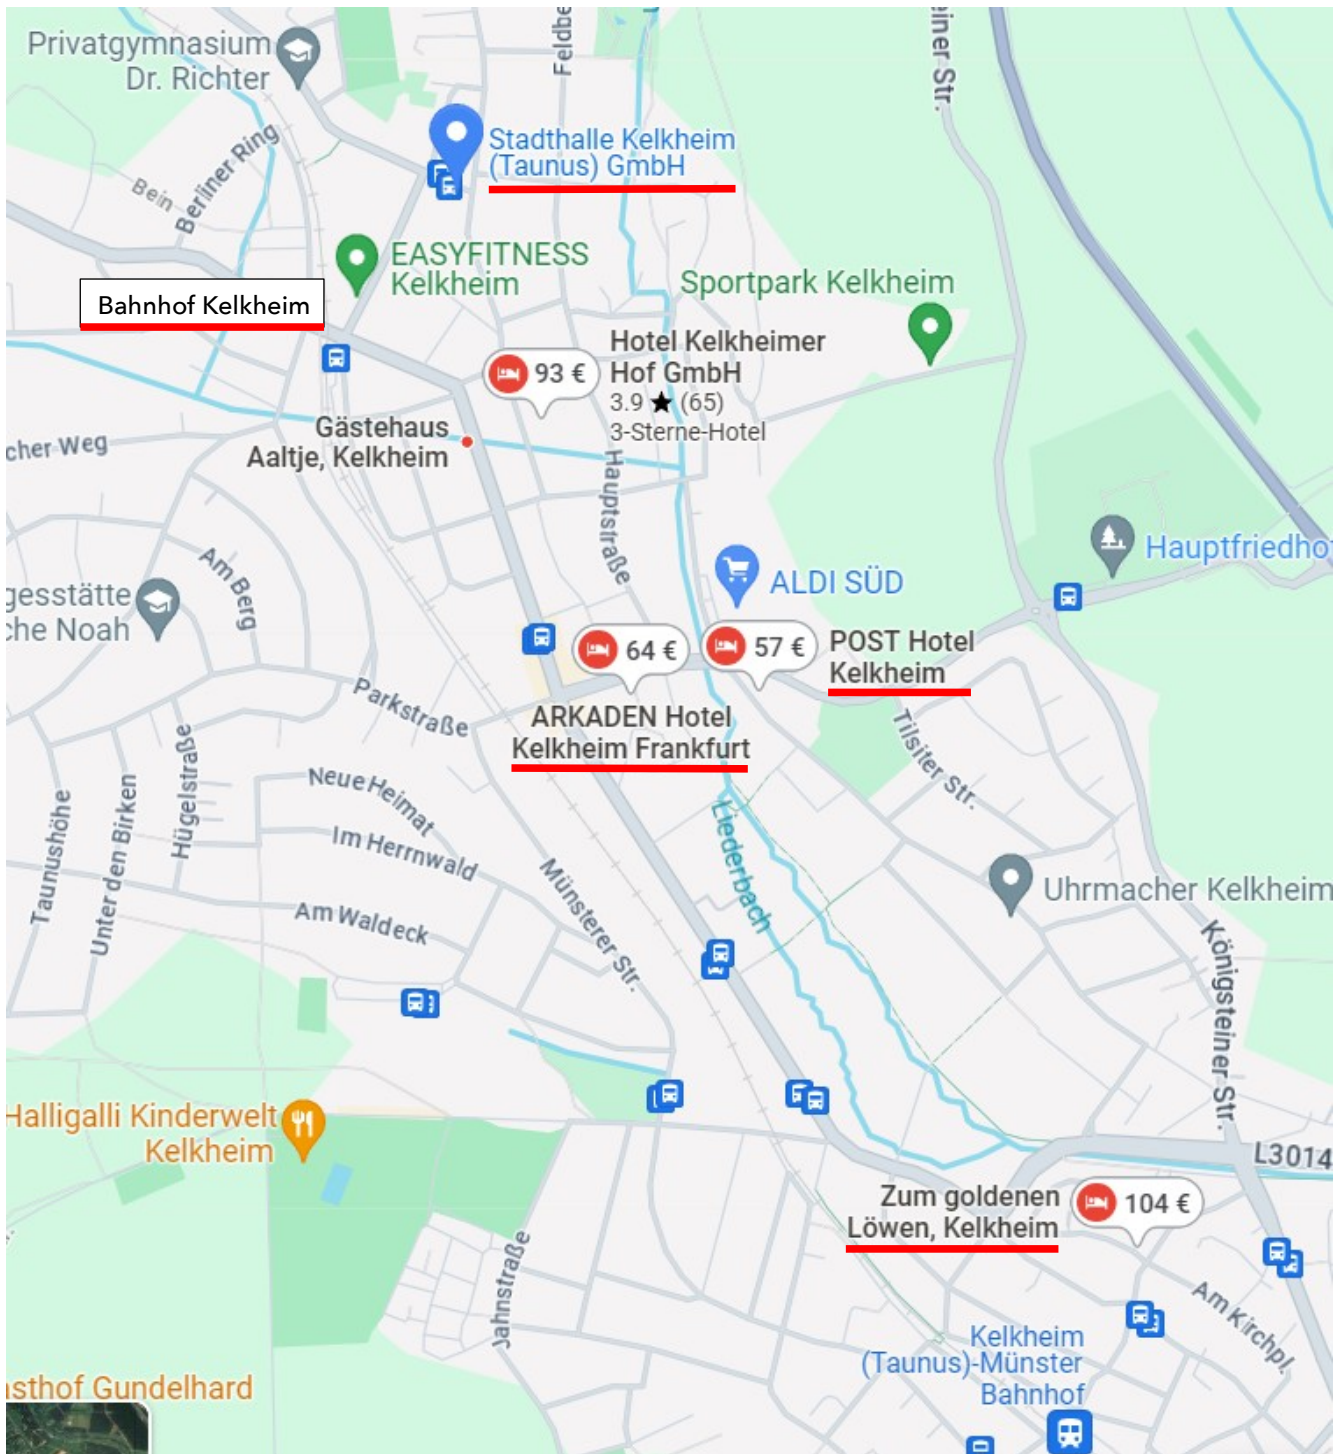 Privatgymnasium
Dr. Richter
Feldbe
einer Str.
Stadthalle Kelkheim
(Taunus) GmbH
Berliner Ring
Bein
EASYFITNESS
Kelkheim
Sportpark Kelkheim
Bahnhof Kelkheim
93 €
Hotel Kelkheimer
Hof GmbH
3.9 ★ (65)
3-Sterne-Hotel
Gästehaus
Aaltje, Kelkheim
cher Weg
Hauptstraße
Am Berg
ALDI SÜD
Hauptfriedhof
gesstätte
che Noah
64 €
57 €
POST Hotel
Kelkheim
Parkstraße
ARKADEN Hotel
Kelkheim Frankfurt
Tilsiter Str.
Hügelstraße
Neue Heimat
Taunushöhe
Unter den Birken
Im Herrnwald
Liederbach
Uhrmacher Kelkheim
Am Waldeck
Münsterer Str.
Königsteiner Str.
Halligalli Kinderwelt
Kelkheim
L3014
Zum goldenen
Löwen, Kelkheim
104 €
Jahnstraße
Am Kirchpl.
Kelkheim
(Taunus)-Münster
Bahnhof
asthof Gundelhard